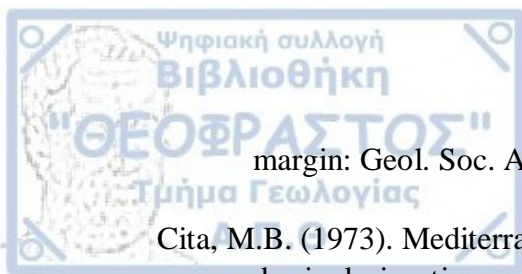 Ψηφιακή συλλογή
Βιβλιοθήκη
"ΘΕΟΦΡΑΣΤΟΣ"
margin: Geol. Soc. A
Τμήμα Γεωλογίας
Cita, M.B. (1973). Mediterra
Α.Π.Θ